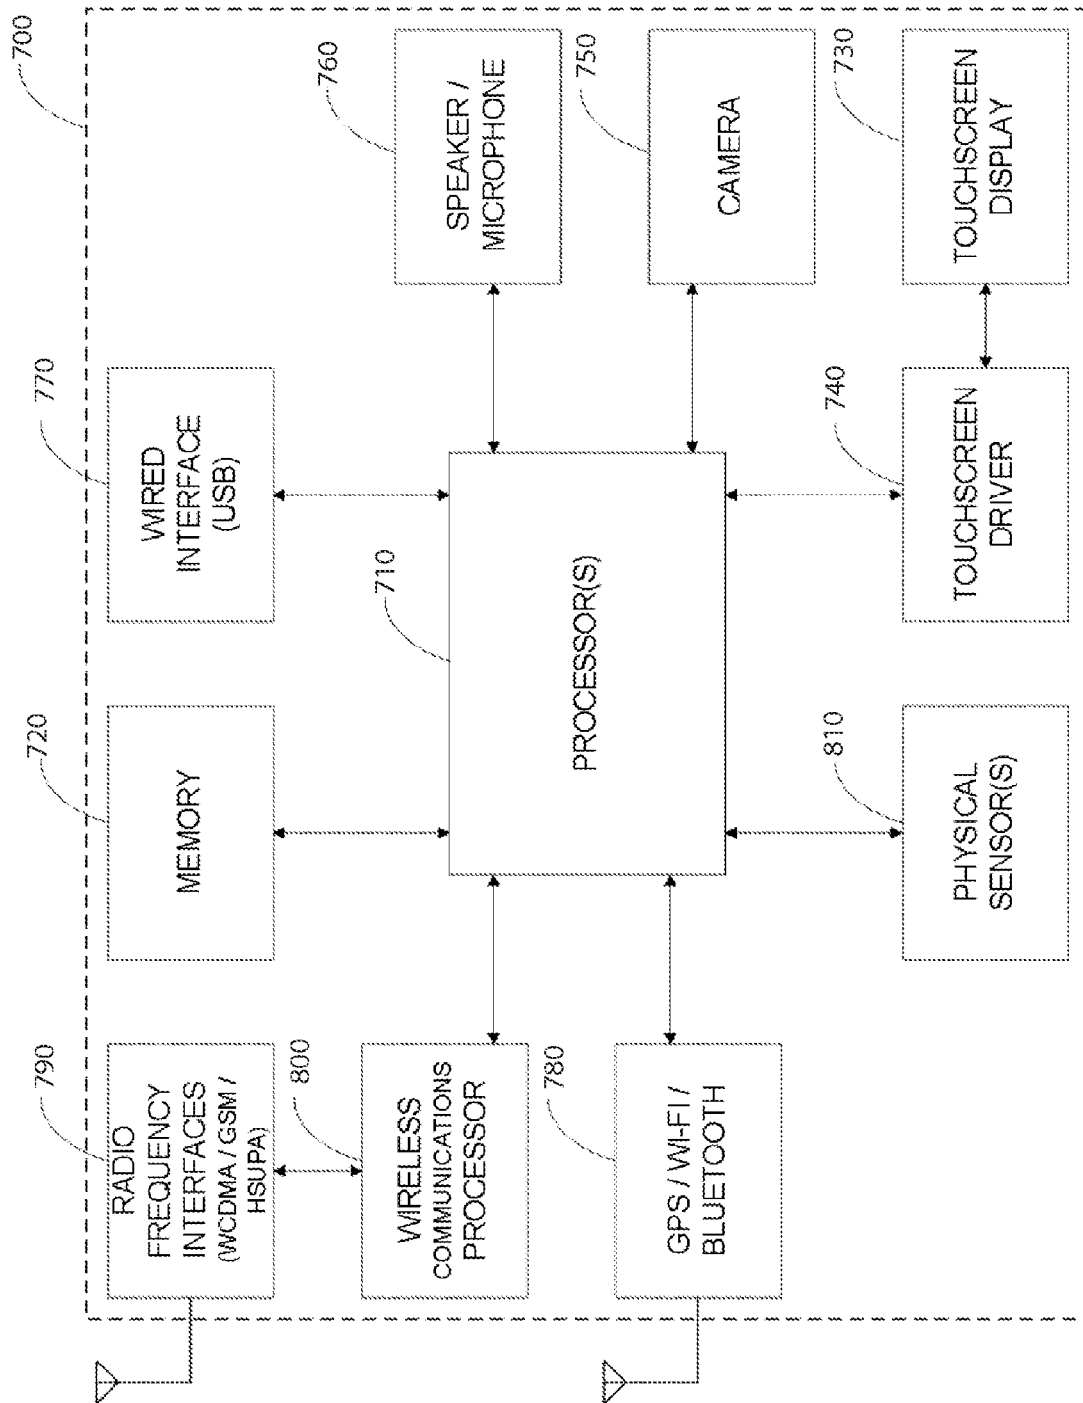 700
790
RADIO
FREQUENCY
INTERFACES
(WCDMA / GSM /
HSUPA)
720
MEMORY
770
WIRED
INTERFACE
(USB)
800
WIRELESS
COMMUNICATIONS
PROCESSOR
710
PROCESSOR(S)
760
SPEAKER /
MICROPHONE
780
GPS / WI-FI /
BLUETOOTH
750
CAMERA
810
PHYSICAL
SENSOR(S)
740
TOUCHSCREEN
DRIVER
730
TOUCHSCREEN
DISPLAY